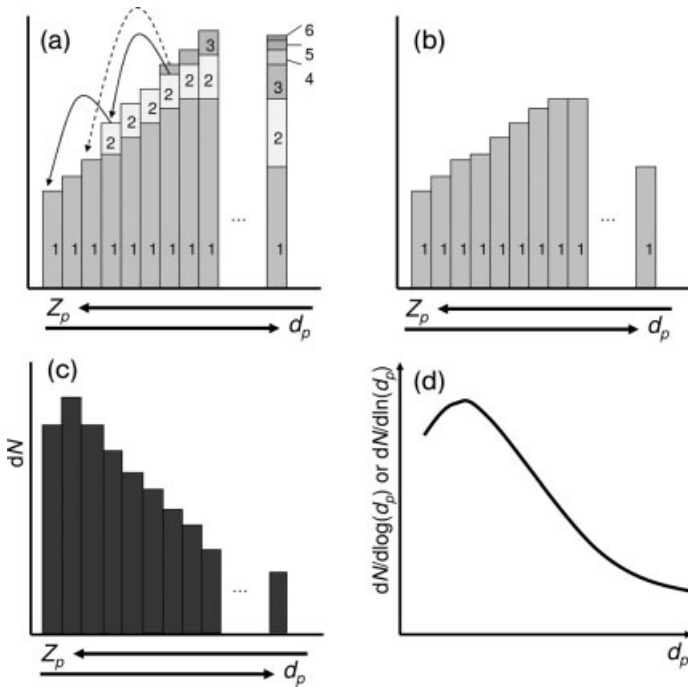 (a)
6
5
4
3
3
2
2
2
2
2
2
2
1 1 1 1 1 1 1 1 1
...
1
Zp
dp
(b)
1 1 1 1 1 1 1 1 1
...
1
Zp
dp
(c)
dN
...
Zp
dp
(d)
dN/dlog(dp) or dN/dln(dp)
dp